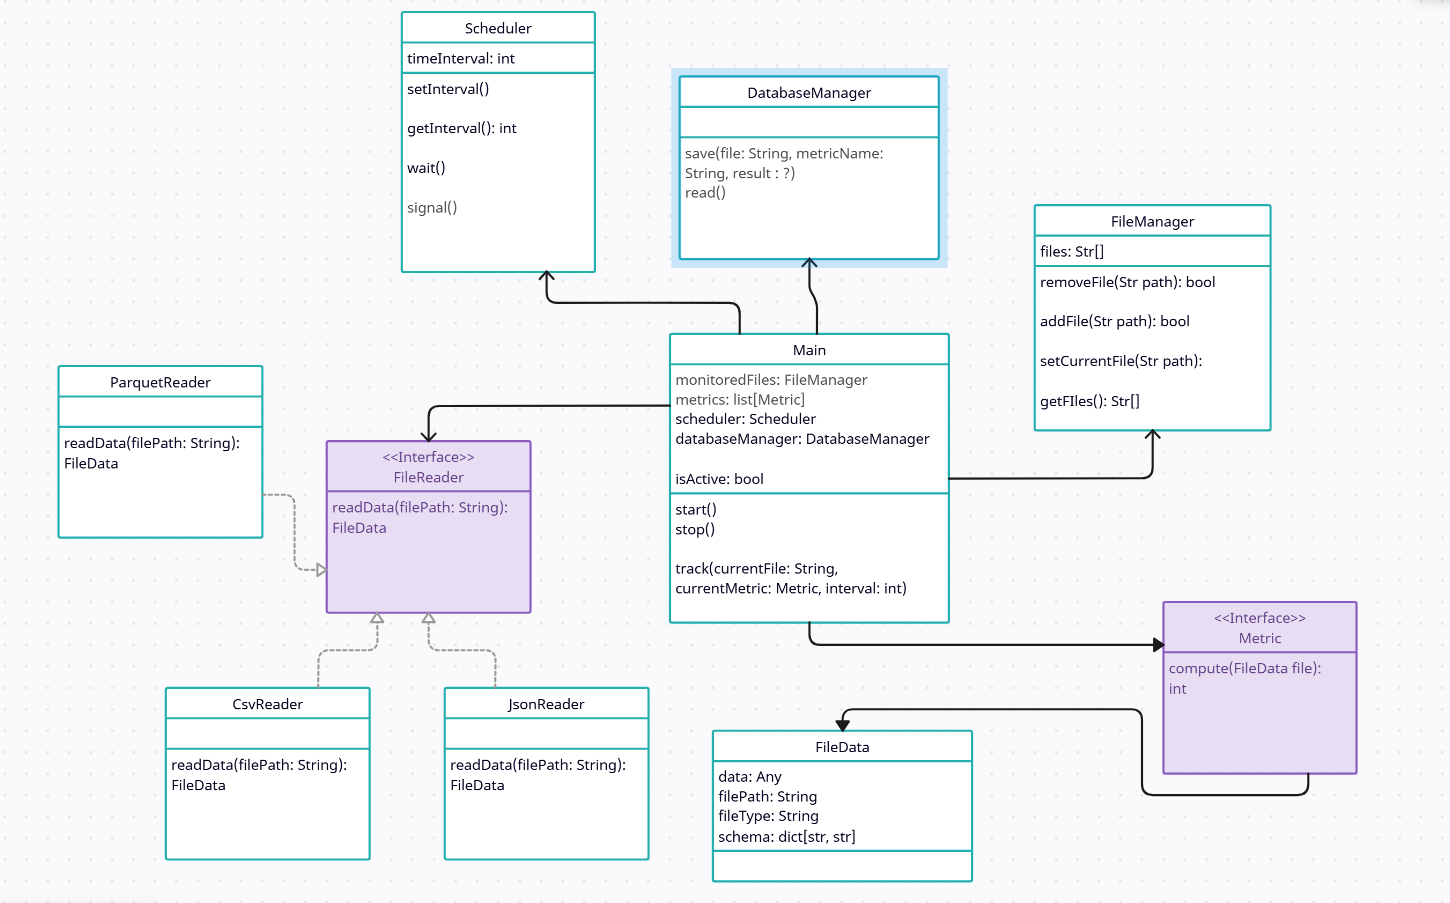 Scheduler
timeInterval: int
setInterval()
getInterval(): int
wait()
signal()
DatabaseManager
save(file: String, metricName:
String, result : ?)
read()
FileManager
files: Str[]
removeFile(Str path): bool
addFile(Str path): bool
setCurrentFile(Str path):
getFIles(): Str[]
Main
monitoredFiles: FileManager
metrics: list[Metric]
scheduler: Scheduler
databaseManager: DatabaseManager
isActive: bool
start()
stop()
track(currentFile: String,
currentMetric: Metric, interval: int)
ParquetReader
readData(filePath: String):
FileData
<<Interface>>
FileReader
readData(filePath: String):
FileData
<<Interface>>
Metric
compute(FileData file):
int
CsvReader
readData(filePath: String):
FileData
JsonReader
readData(filePath: String):
FileData
FileData
data: Any
filePath: String
fileType: String
schema: dict[str, str]